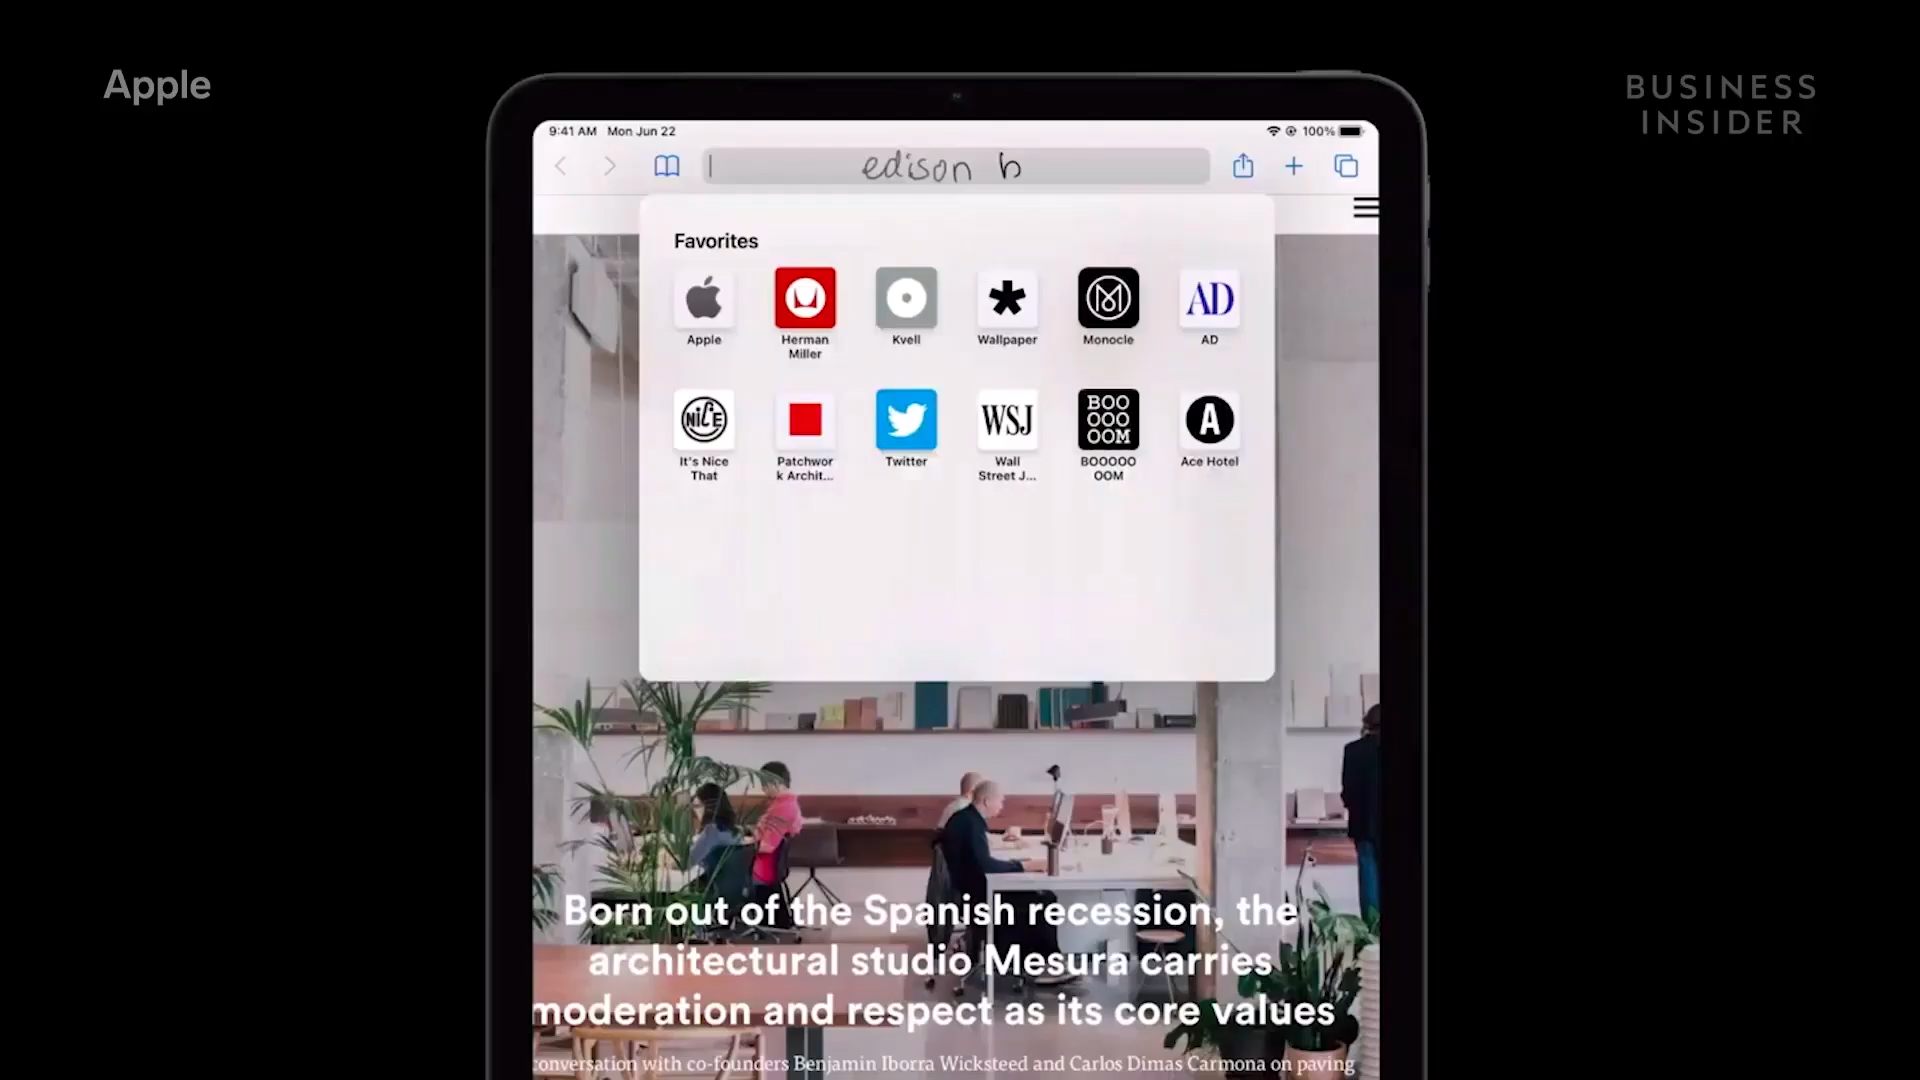 Apple
BUSINESS
INSIDER
9:41 AM Mon Jun 22
100%
edison b
Favorites
Apple
Herman
Miller
Kvell
Wallpaper
Monocle
AD
AD
NICE
It's Nice
That
Patchwor
k Archit...
Twitter
WSJ
Wall
Street J...
BOO
OOO
OOM
BOOOOO
OOM
A
Ace Hotel
Born out of the Spanish recession, the
architectural studio Mesura carries
moderation and respect as its core values
conversation with co-founders Benjamin Iborra Wicksteed and Carlos Dimas Carmona on paving